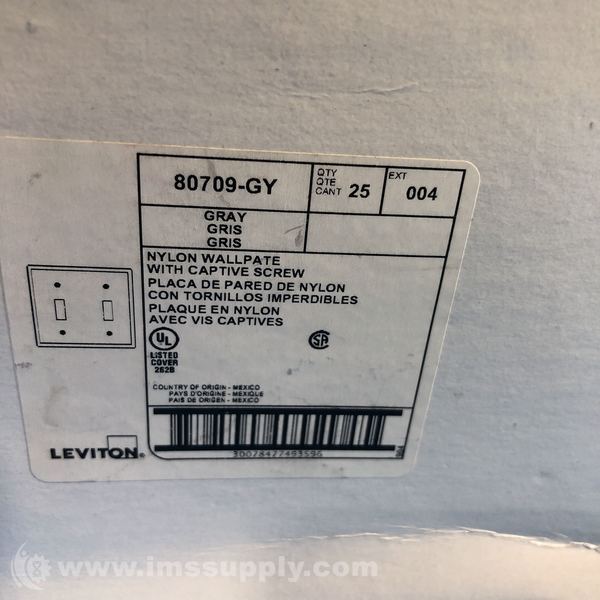 80709-GY
QTY
QTE
CANT 25
EXT
004
GRAY
GRIS
GRIS
NYLON WALLPATE
WITH CAPTIVE SCREW
PLACA DE PARED DE NYLON
CON TORNILLOS IMPERDIBLES
PLAQUE EN NYLON
AVEC VIS CAPTIVES
UL
LISTED
COVER
262B
SA
COUNTRY OF ORIGIN - MEXICO
PAYS D'ORIGINE - MEXIQUE
PAIS DE ORIGEN - MEXICO
30078477493596
LEVITON®
www.imssupply.com